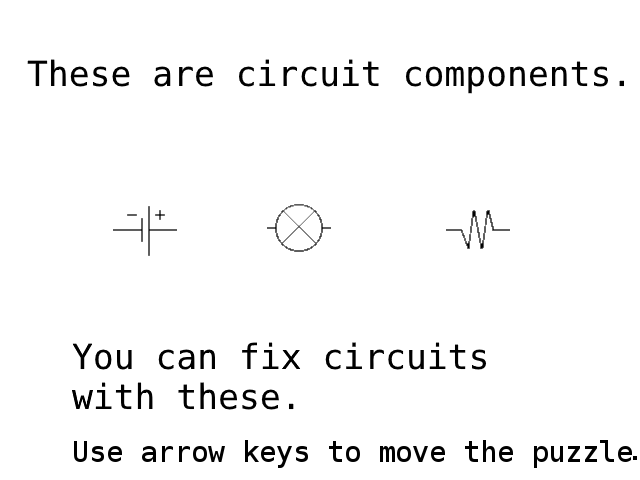 These are circuit components.
− +
You can fix circuits
with these.
Use arrow keys to move the puzzle.